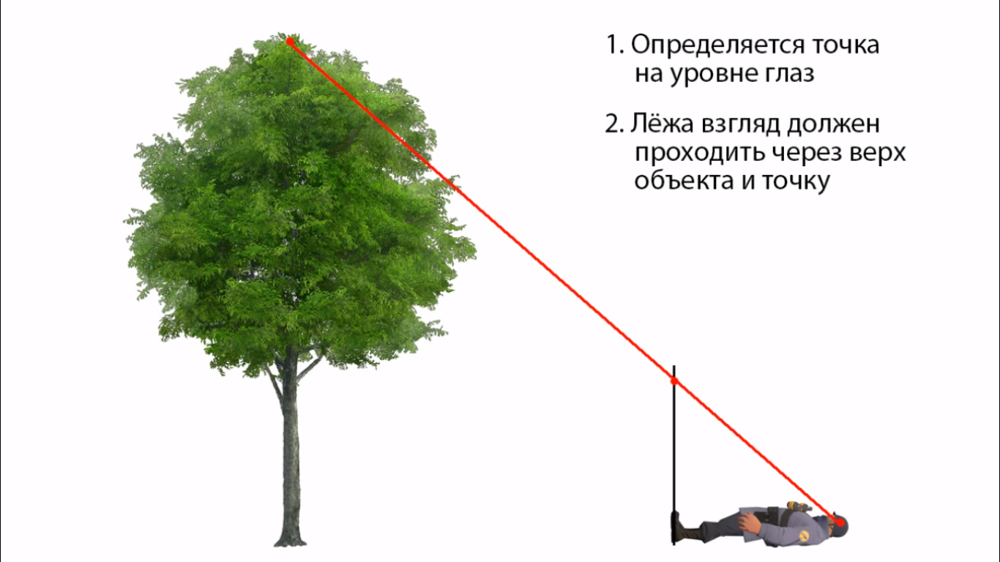 1. Определяется точка
на уровне глаз
2. Лёжа взгляд должен
проходить через верх
объекта и точку